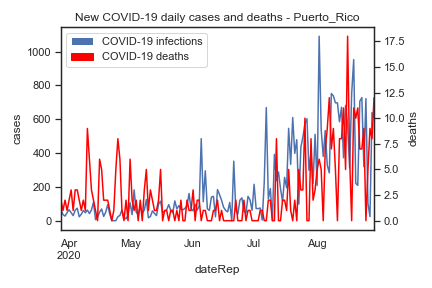 New COVID-19 daily cases and deaths - Puerto_Rico
COVID-19 infections
COVID-19 deaths
cases
1000
800
600
400
200
0
deaths
17.5
15.0
12.5
10.0
7.5
5.0
2.5
0.0
Apr May Jun Jul Aug
2020
dateRep